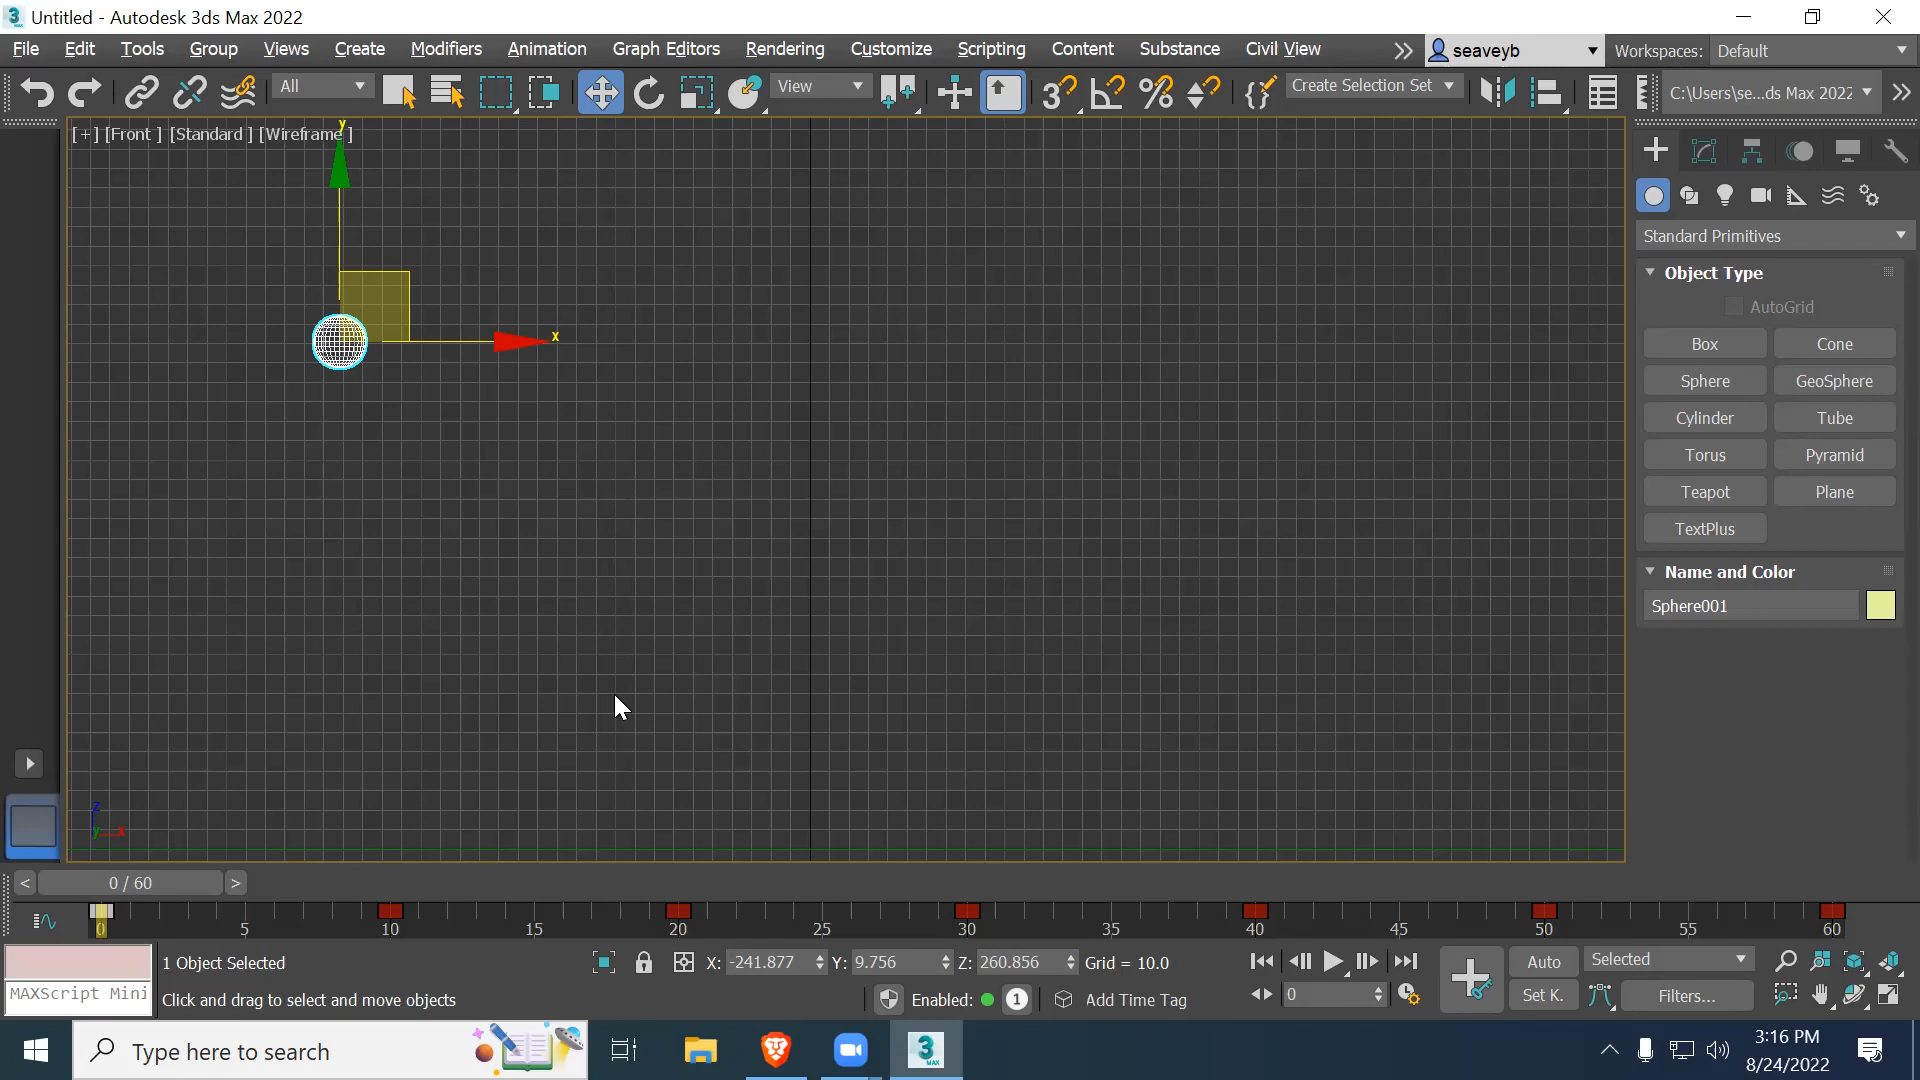 Untitled - Autodesk 3ds Max 2022
File Edit Tools Group Views Create Modifiers Animation Graph Editors Rendering Customize Scripting Content Substance Civil View seaveyb Workspaces: Default
All View Create Selection Set C:\Users\se...ds Max 2022
[+] [Front ] [Standard ] [Wireframe ]
y
x
Standard Primitives
Object Type
AutoGrid
Box Cone
Sphere GeoSphere
Cylinder Tube
Torus Pyramid
Teapot Plane
TextPlus
Name and Color
Sphere001
z
y x
< 0 / 60 >
0 5 10 15 20 25 30 35 40 45 50 55 60
1 Object Selected X: -241.877 Y: 9.756 Z: 260.856 Grid = 10.0 Auto Selected
MAXScript Mini Click and drag to select and move objects Enabled: 1 Add Time Tag 0 Set K. Filters...
Type here to search
3:16 PM
8/24/2022